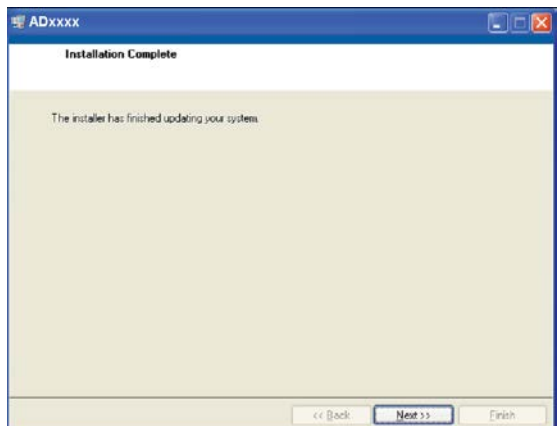 ADxxxx
Installation Complete
The installer has finished updating your system.
<< Back Next >> Finish